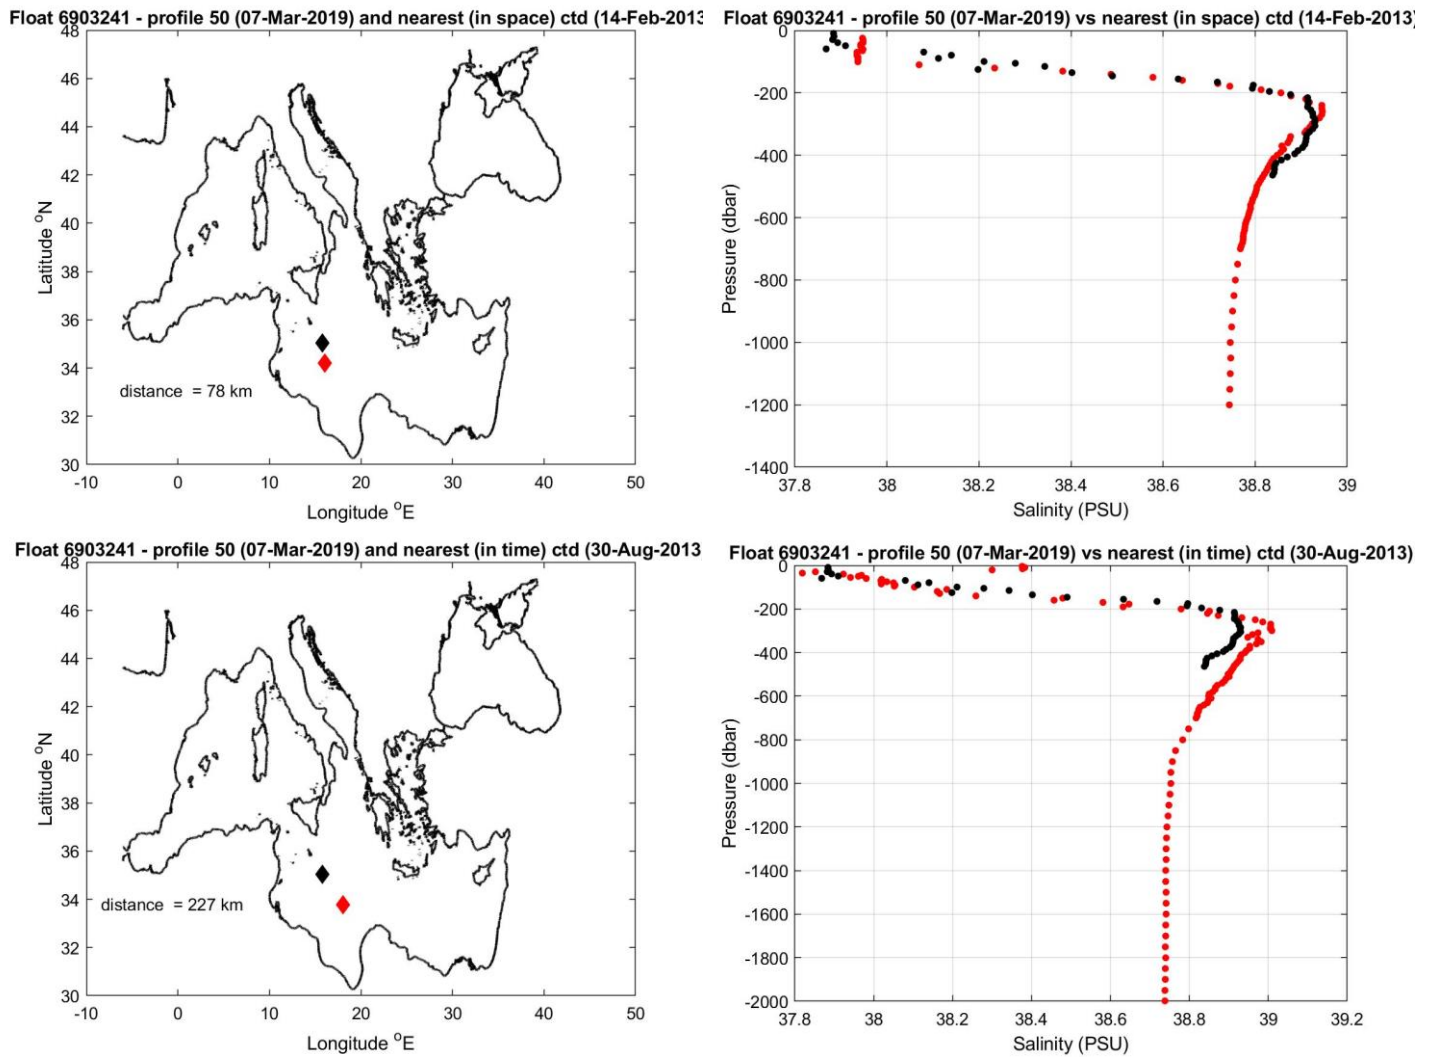 Float 6903241 - profile 50 (07-Mar-2019) and nearest (in space) ctd (14-Feb-2013
48
46
44
42
40
38
36
34
32
30
Latitude °N
distance = 78 km
-10 0 10 20 30 40 50
Longitude °E
Float 6903241 - profile 50 (07-Mar-2019) vs nearest (in space) ctd (14-Feb-2013)
0
-200
-400
-600
-800
-1000
-1200
-1400
Pressure (dbar)
37.8 38 38.2 38.4 38.6 38.8 39
Salinity (PSU)
Float 6903241 - profile 50 (07-Mar-2019) and nearest (in time) ctd (30-Aug-2013
48
46
44
42
40
38
36
34
32
30
Latitude °N
distance = 227 km
-10 0 10 20 30 40 50
Longitude °E
Float 6903241 - profile 50 (07-Mar-2019) vs nearest (in time) ctd (30-Aug-2013)
0
-200
-400
-600
-800
-1000
-1200
-1400
-1600
-1800
-2000
Pressure (dbar)
37.8 38 38.2 38.4 38.6 38.8 39 39.2
Salinity (PSU)